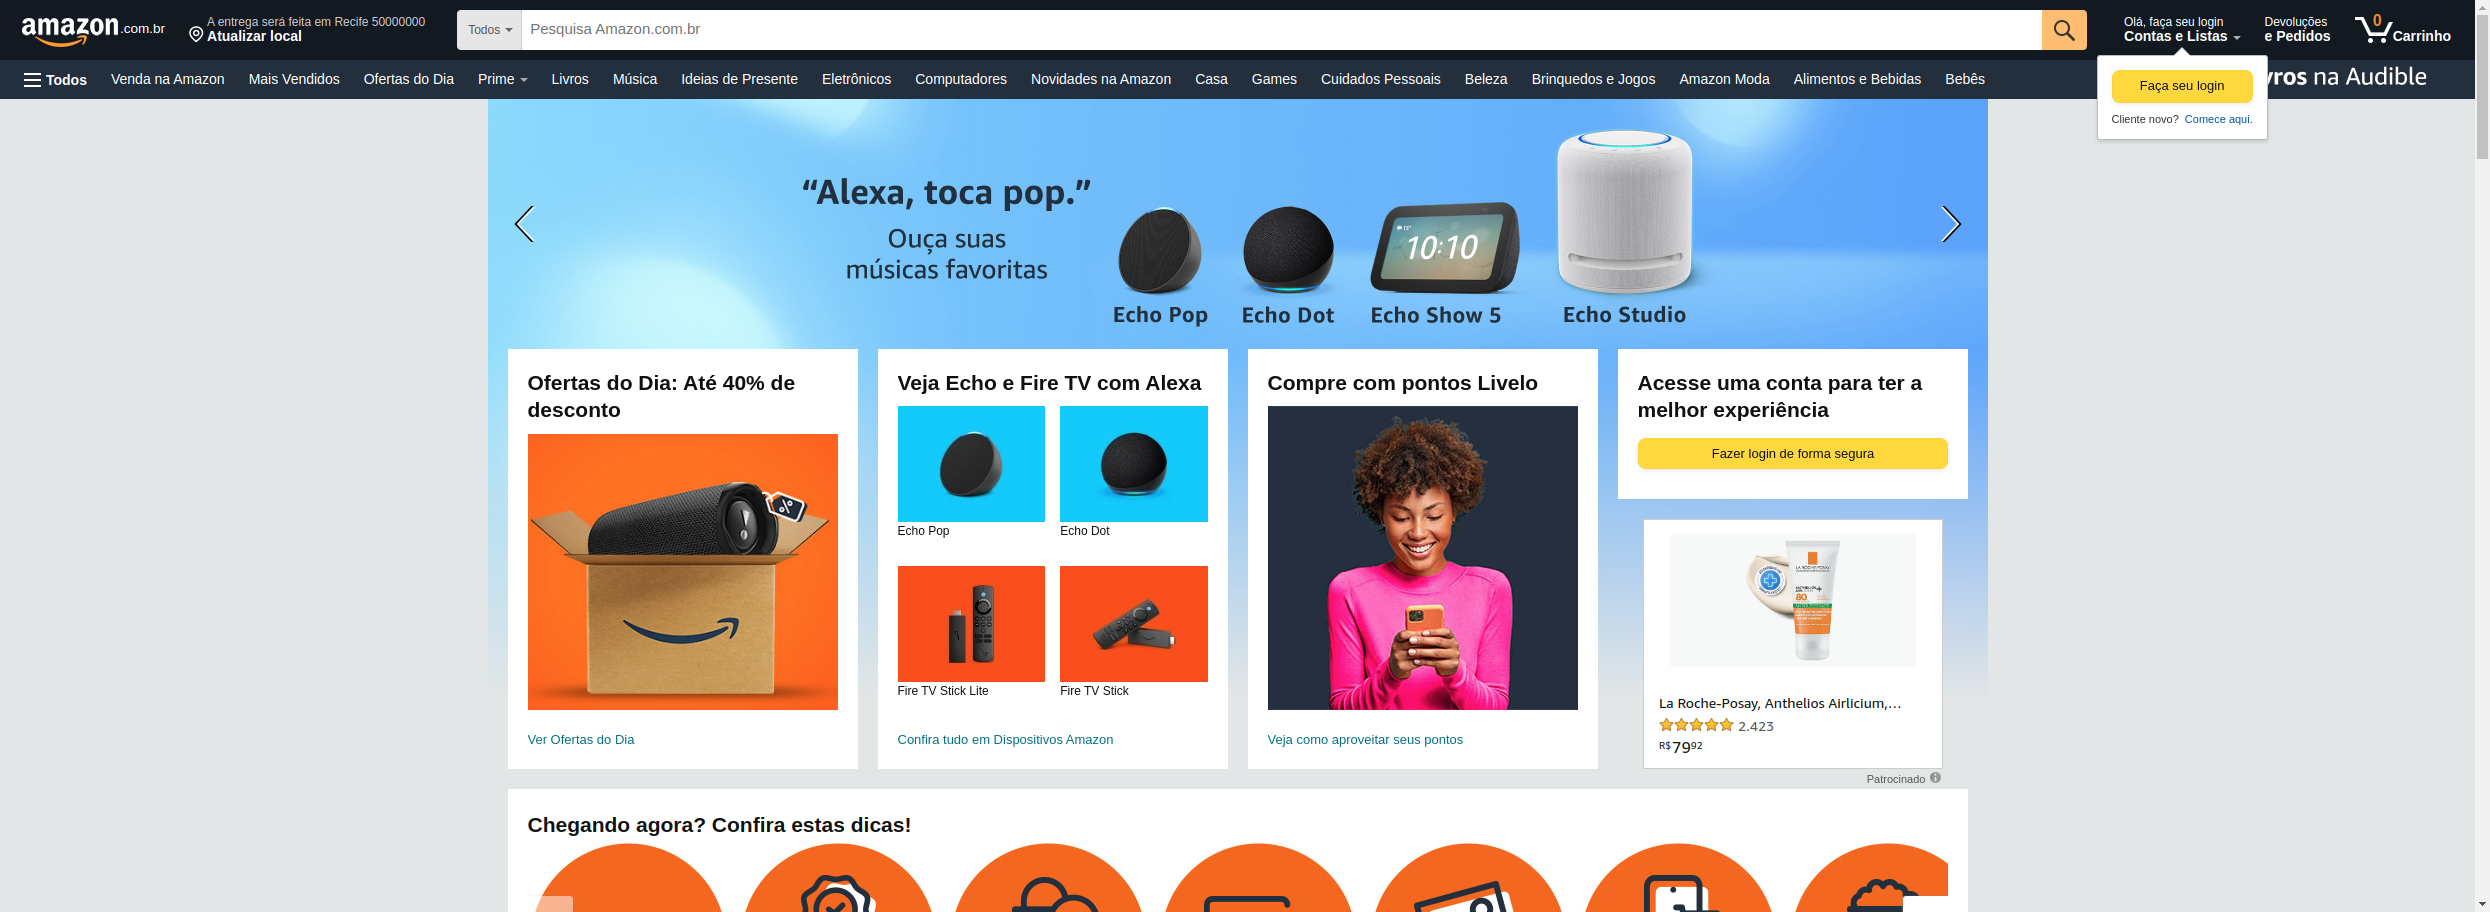 amazon.com.br
A entrega será feita em Recife 50000000
Atualizar local
Todos
Pesquisa Amazon.com.br
Olá, faça seu login
Contas e Listas
Devoluções
e Pedidos
0
Carrinho
Todos
Venda na Amazon
Mais Vendidos
Ofertas do Dia
Prime
Livros
Música
Ideias de Presente
Eletrônicos
Computadores
Novidades na Amazon
Casa
Games
Cuidados Pessoais
Beleza
Brinquedos e Jogos
Amazon Moda
Alimentos e Bebidas
Bebês
vros na Audible
Faça seu login
Cliente novo? Comece aqui.
“Alexa, toca pop.”
Ouça suas
músicas favoritas
10:10
Echo Pop
Echo Dot
Echo Show 5
Echo Studio
Ofertas do Dia: Até 40% de
desconto
%
Ver Ofertas do Dia
Veja Echo e Fire TV com Alexa
Echo Pop
Echo Dot
Fire TV Stick Lite
Fire TV Stick
Confira tudo em Dispositivos Amazon
Compre com pontos Livelo
Veja como aproveitar seus pontos
Acesse uma conta para ter a
melhor experiência
Fazer login de forma segura
LA ROCHE-POSAY
80
La Roche-Posay, Anthelios Airlicium,…
2.423
R$7992
Patrocinado
Chegando agora? Confira estas dicas!